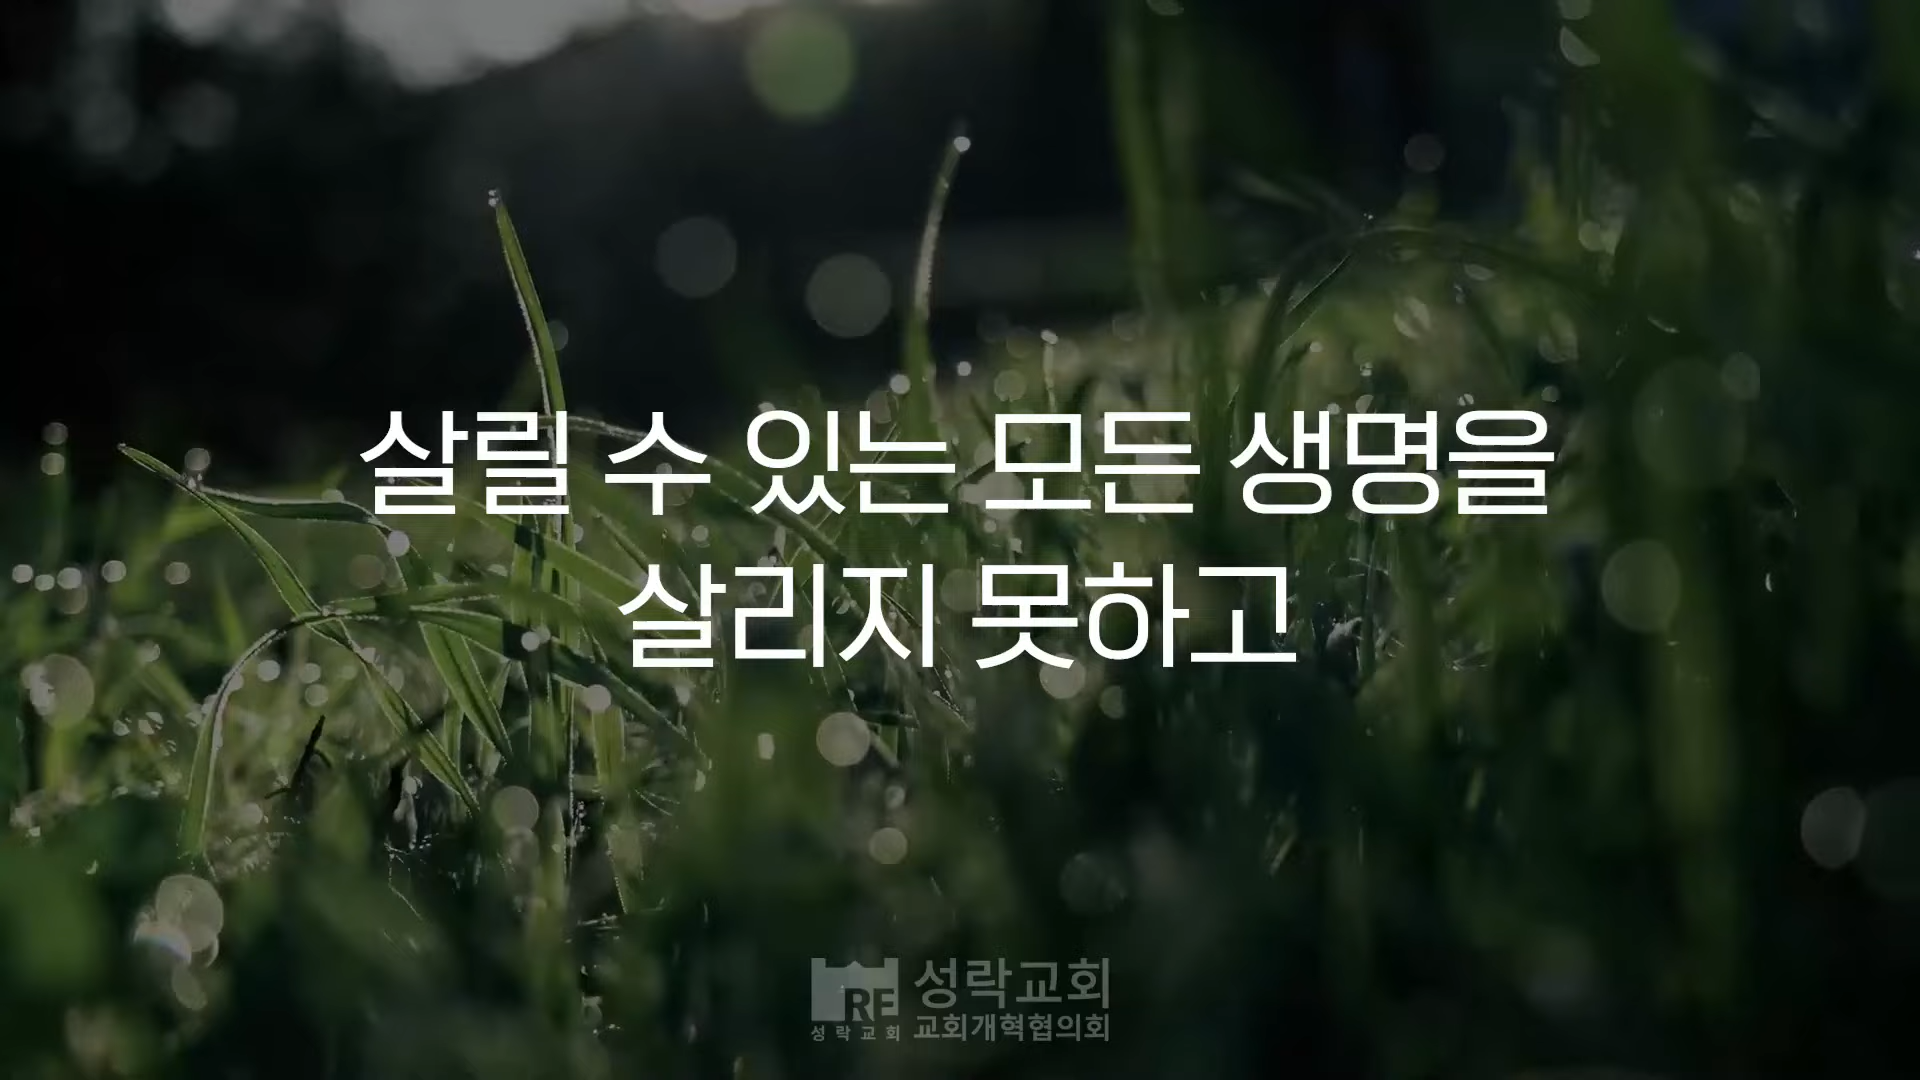 살릴 수 있는 모든 생명을
살리지 못하고
RE
성락교회
성락교회
교회개혁협의회